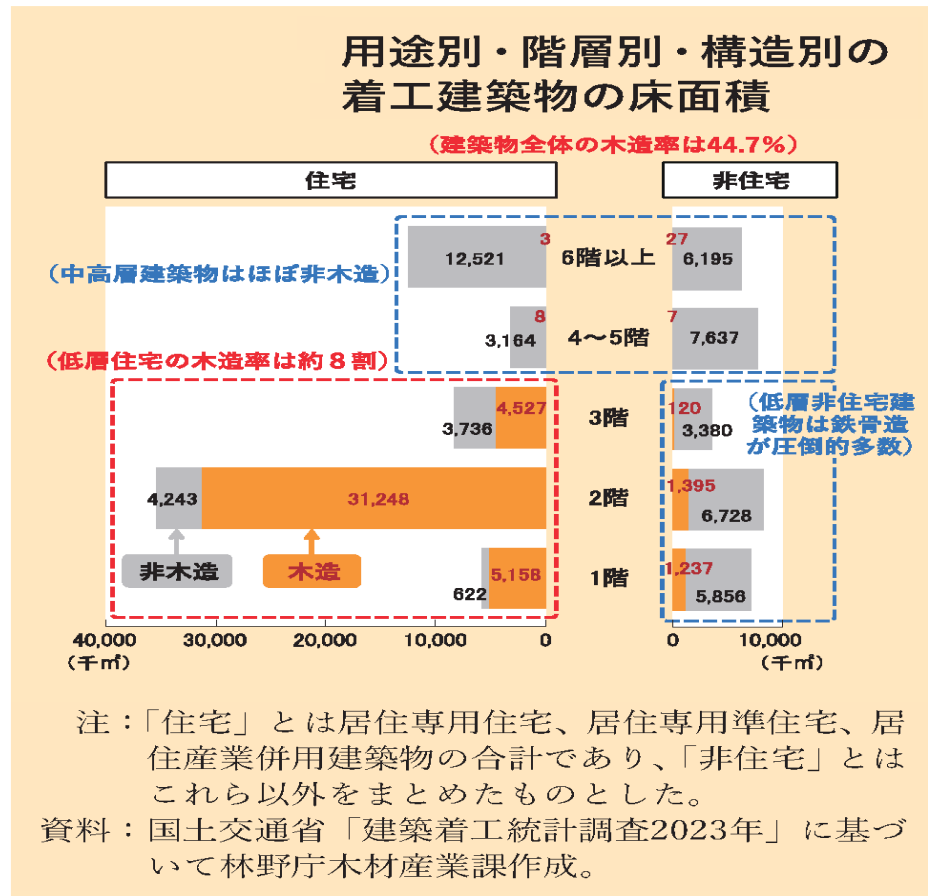 用途別・階層別・構造別の
着工建築物の床面積
（建築物全体の木造率は44.7%）
住宅
非住宅
3
12,521
6階以上
27
6,195
（中高層建築物はほぼ非木造）
8
3,164
4～5階
7
7,637
（低層住宅の木造率は約８割）
4,527
3,736
3階
120
3,380
（低層非住宅建
築物は鉄骨造
が圧倒的多数）
4,243
31,248
2階
1,395
6,728
非木造
木造
5,158
622
1階
1,237
5,856
40,000
30,000
20,000
10,000
0
0
10,000
（千㎡）
（千㎡）
注：「住宅」とは居住専用住宅、居住専用準住宅、居
住産業併用建築物の合計であり、「非住宅」とは
これら以外をまとめたものとした。
資料：国土交通省「建築着工統計調査2023年」に基づ
いて林野庁木材産業課作成。